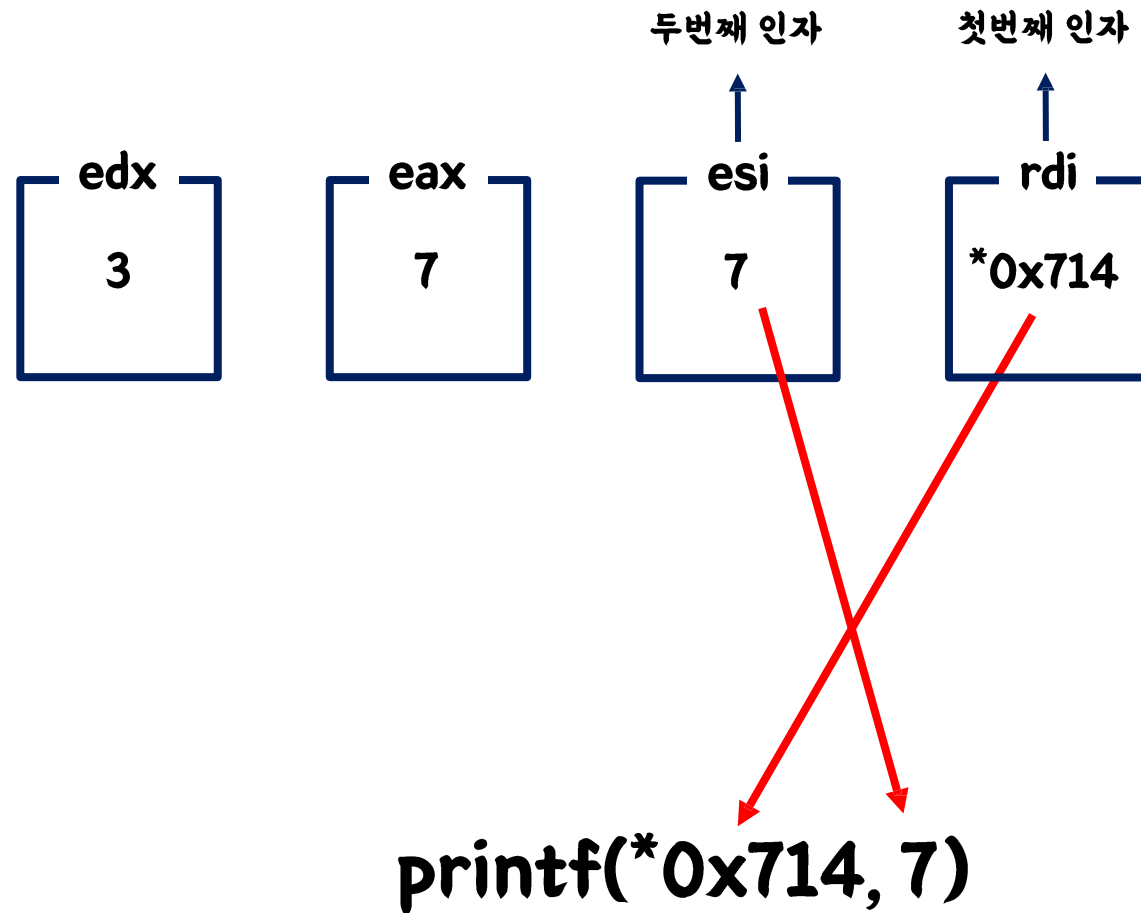 두번째 인자 첫번째 인자
edx eax esi rdi
3 7 7 *0x714
printf(*0x714, 7)